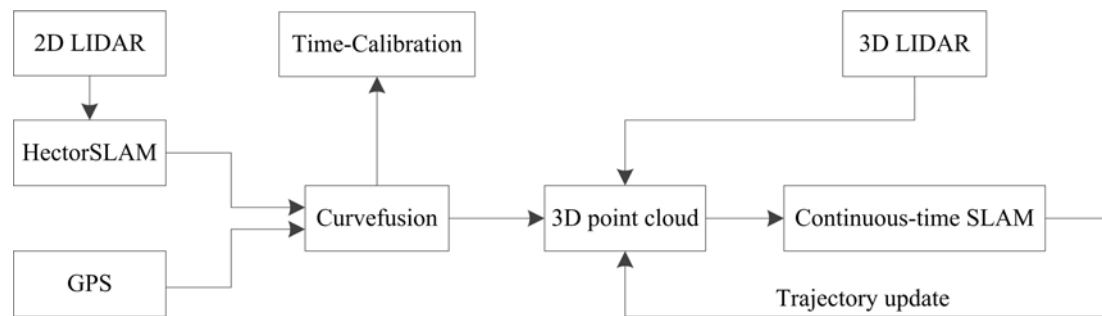 2D LIDAR
Time-Calibration
3D LIDAR
HectorSLAM
Curvefusion
3D point cloud
Continuous-time SLAM
GPS
Trajectory update